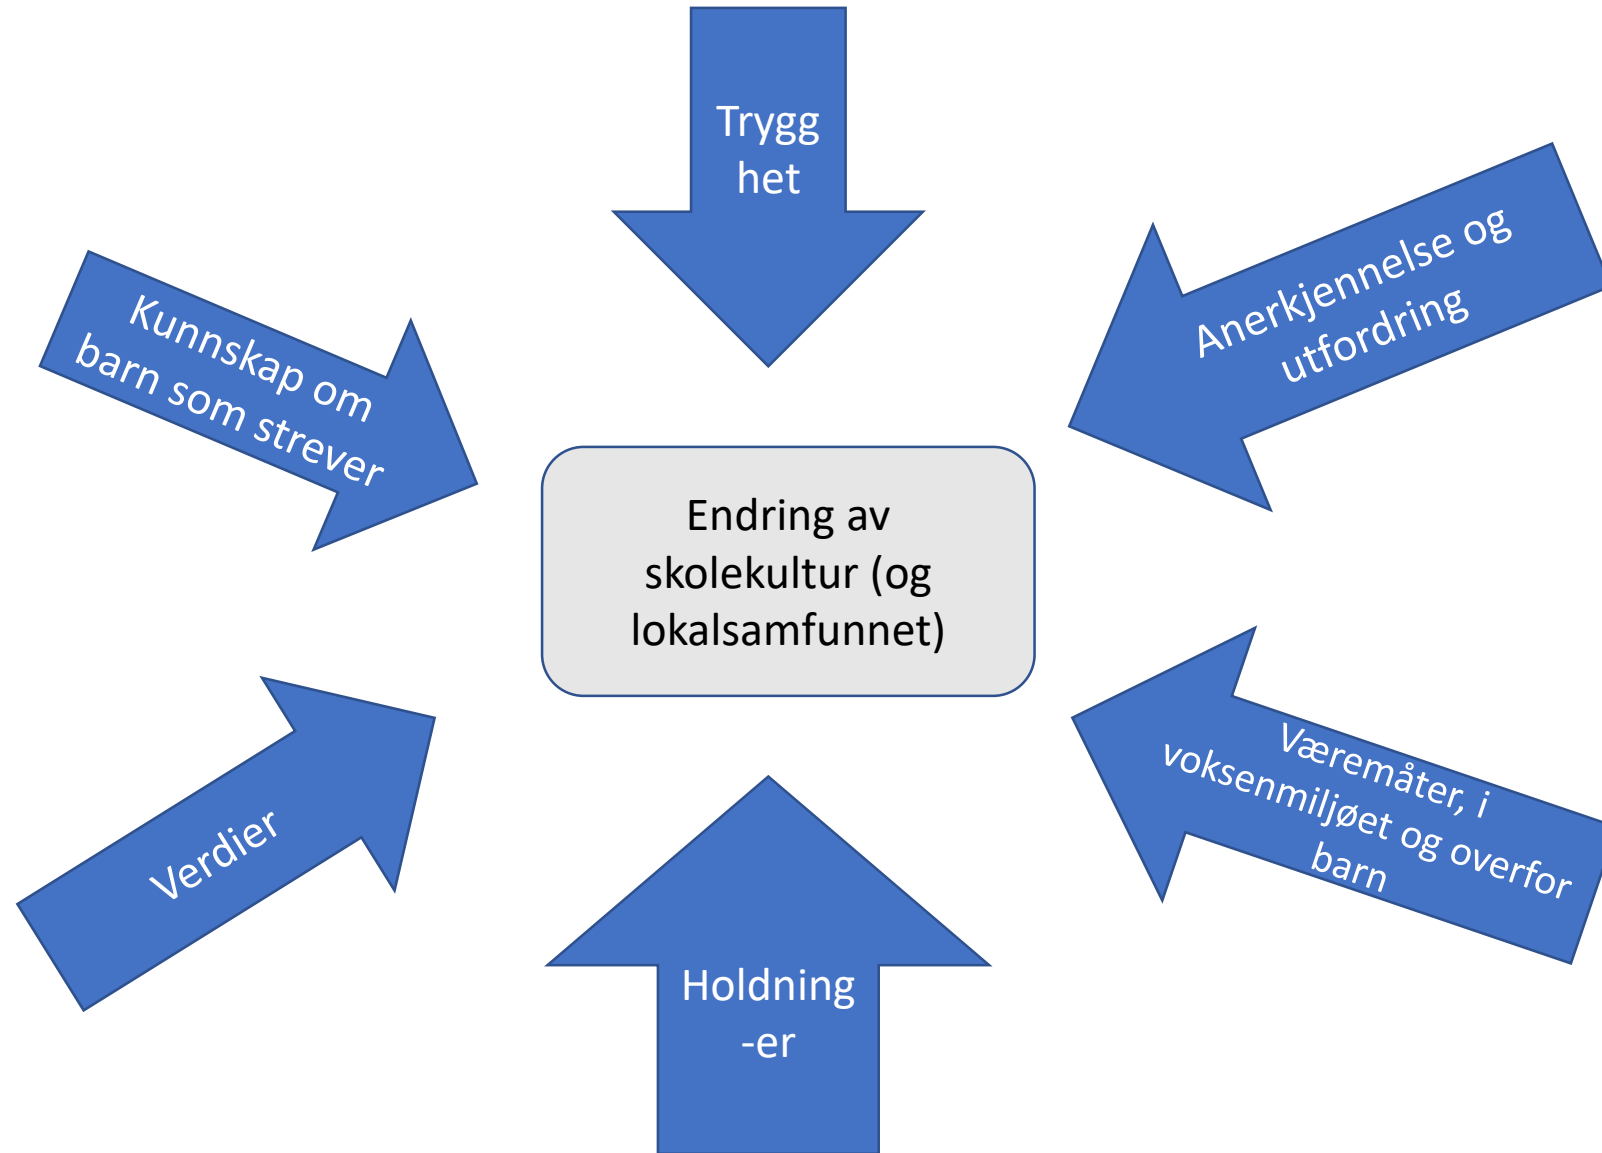 Trygg
het
Anerkjennelse og
utfordring
Kunnskap om
barn som strever
Endring av
skolekultur (og
lokalsamfunnet)
Væremåter, i
voksenmiljøet og overfor
barn
Verdier
Holdning
-er